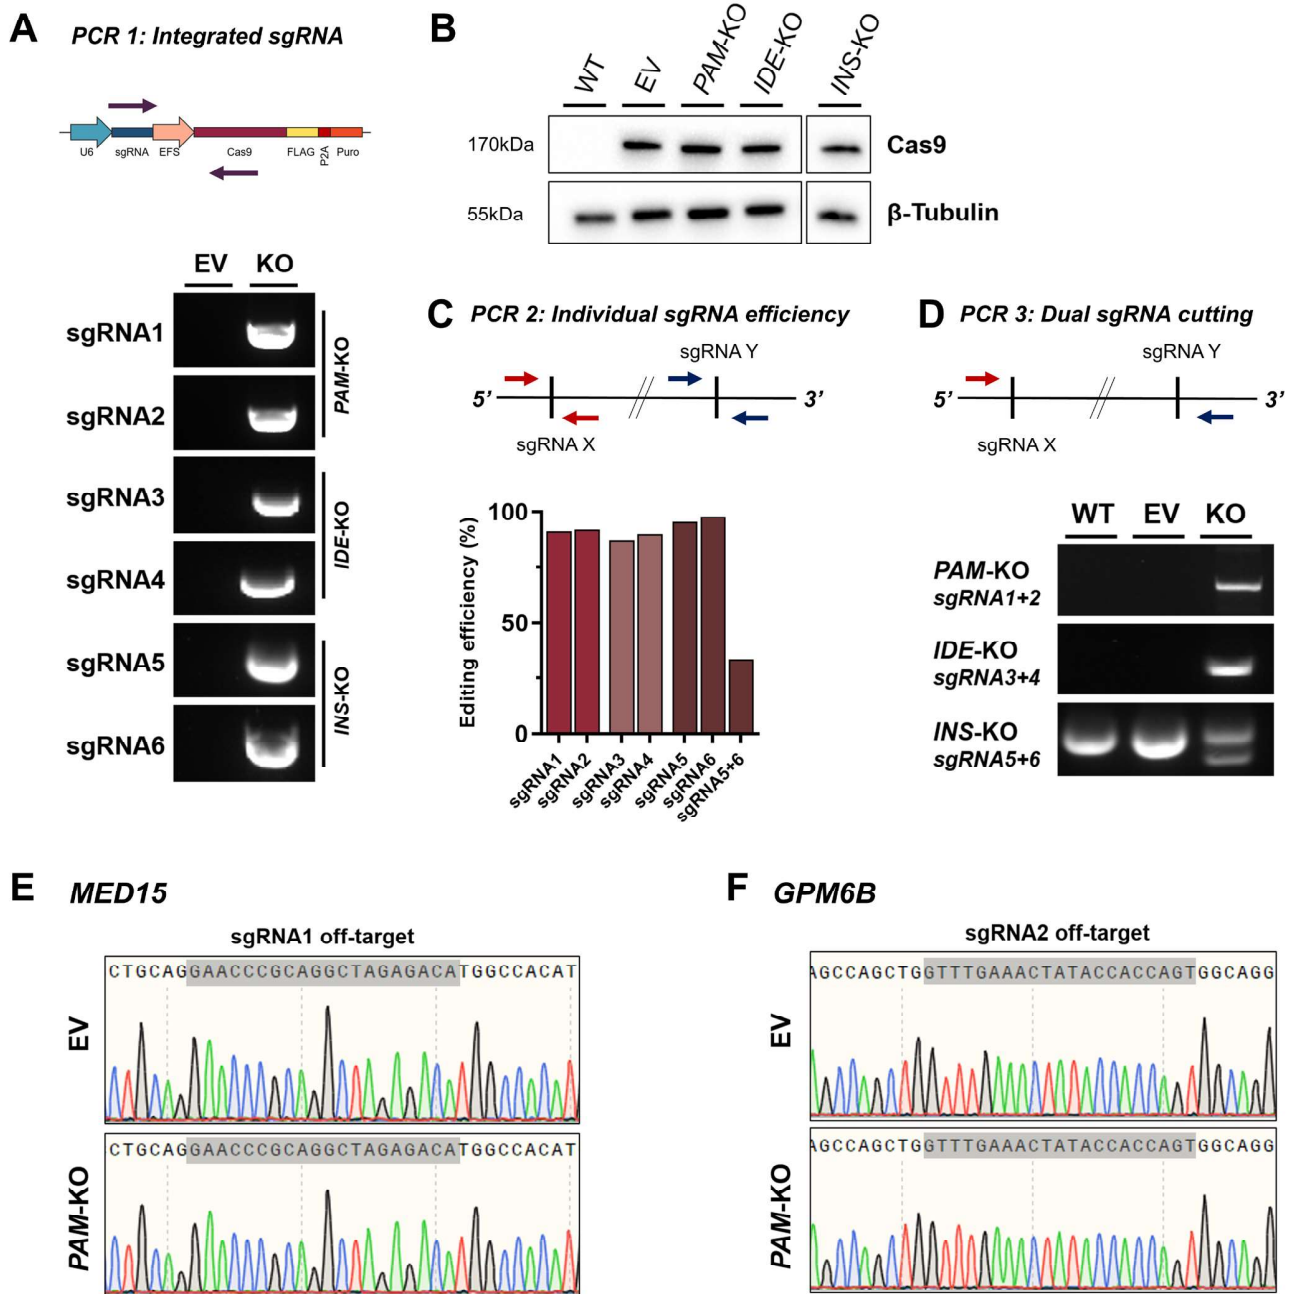 A
PCR 1: Integrated sgRNA
U6
sgRNA
EFS
Cas9
FLAG
P2A
Puro
EV
KO
sgRNA1
sgRNA2
PAM-KO
sgRNA3
sgRNA4
IDE-KO
sgRNA5
sgRNA6
INS-KO
B
WT
EV
PAM-KO
IDE-KO
INS-KO
170kDa
Cas9
55kDa
β-Tubulin
C
PCR 2: Individual sgRNA efficiency
sgRNA Y
5’
3’
sgRNA X
Editing efficiency (%)
100
50
0
sgRNA1
sgRNA2
sgRNA3
sgRNA4
sgRNA5
sgRNA6
sgRNA5+6
D
PCR 3: Dual sgRNA cutting
sgRNA Y
5’
3’
sgRNA X
WT
EV
KO
PAM-KO
sgRNA1+2
IDE-KO
sgRNA3+4
INS-KO
sgRNA5+6
E
MED15
sgRNA1 off-target
EV
CTGCAGGAACCCGCAGGCTAGAGACATGGCCACAT
PAM-KO
CTGCAGGAACCCGCAGGCTAGAGACATGGCCACAT
F
GPM6B
sgRNA2 off-target
EV
AGCCAGCTGGTTTGAAACTATACCACCAGTGGCAGG
PAM-KO
AGCCAGCTGGTTTGAAACTATACCACCAGTGGCAGG